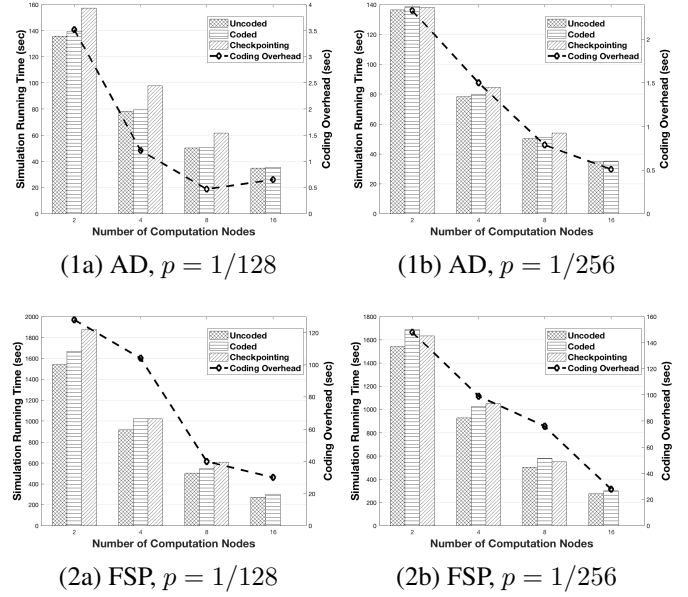 160
140
120
100
80
60
40
20
0
Simulation Running Time (sec)
4
3.5
3
2.5
2
1.5
1
0.5
0
Coding Overhead (sec)
Uncoded
Coded
Checkpointing
Coding Overhead
2 4 8 16
Number of Computation Nodes
(1a) AD, p = 1/128
140
120
100
80
60
40
20
0
Simulation Running Time (sec)
2
1.5
1
0.5
0
Coding Overhead (sec)
Uncoded
Coded
Checkpointing
Coding Overhead
2 4 8 16
Number of Computation Nodes
(1b) AD, p = 1/256
2000
1800
1600
1400
1200
1000
800
600
400
200
0
Simulation Running Time (sec)
120
100
80
60
40
20
0
Coding Overhead (sec)
Uncoded
Coded
Checkpointing
Coding Overhead
2 4 8 16
Number of Computation Nodes
(2a) FSP, p = 1/128
1800
1600
1400
1200
1000
800
600
400
200
0
Simulation Running Time (sec)
160
140
120
100
80
60
40
20
0
Coding Overhead (sec)
Uncoded
Coded
Checkpointing
Coding Overhead
2 4 8 16
Number of Computation Nodes
(2b) FSP, p = 1/256